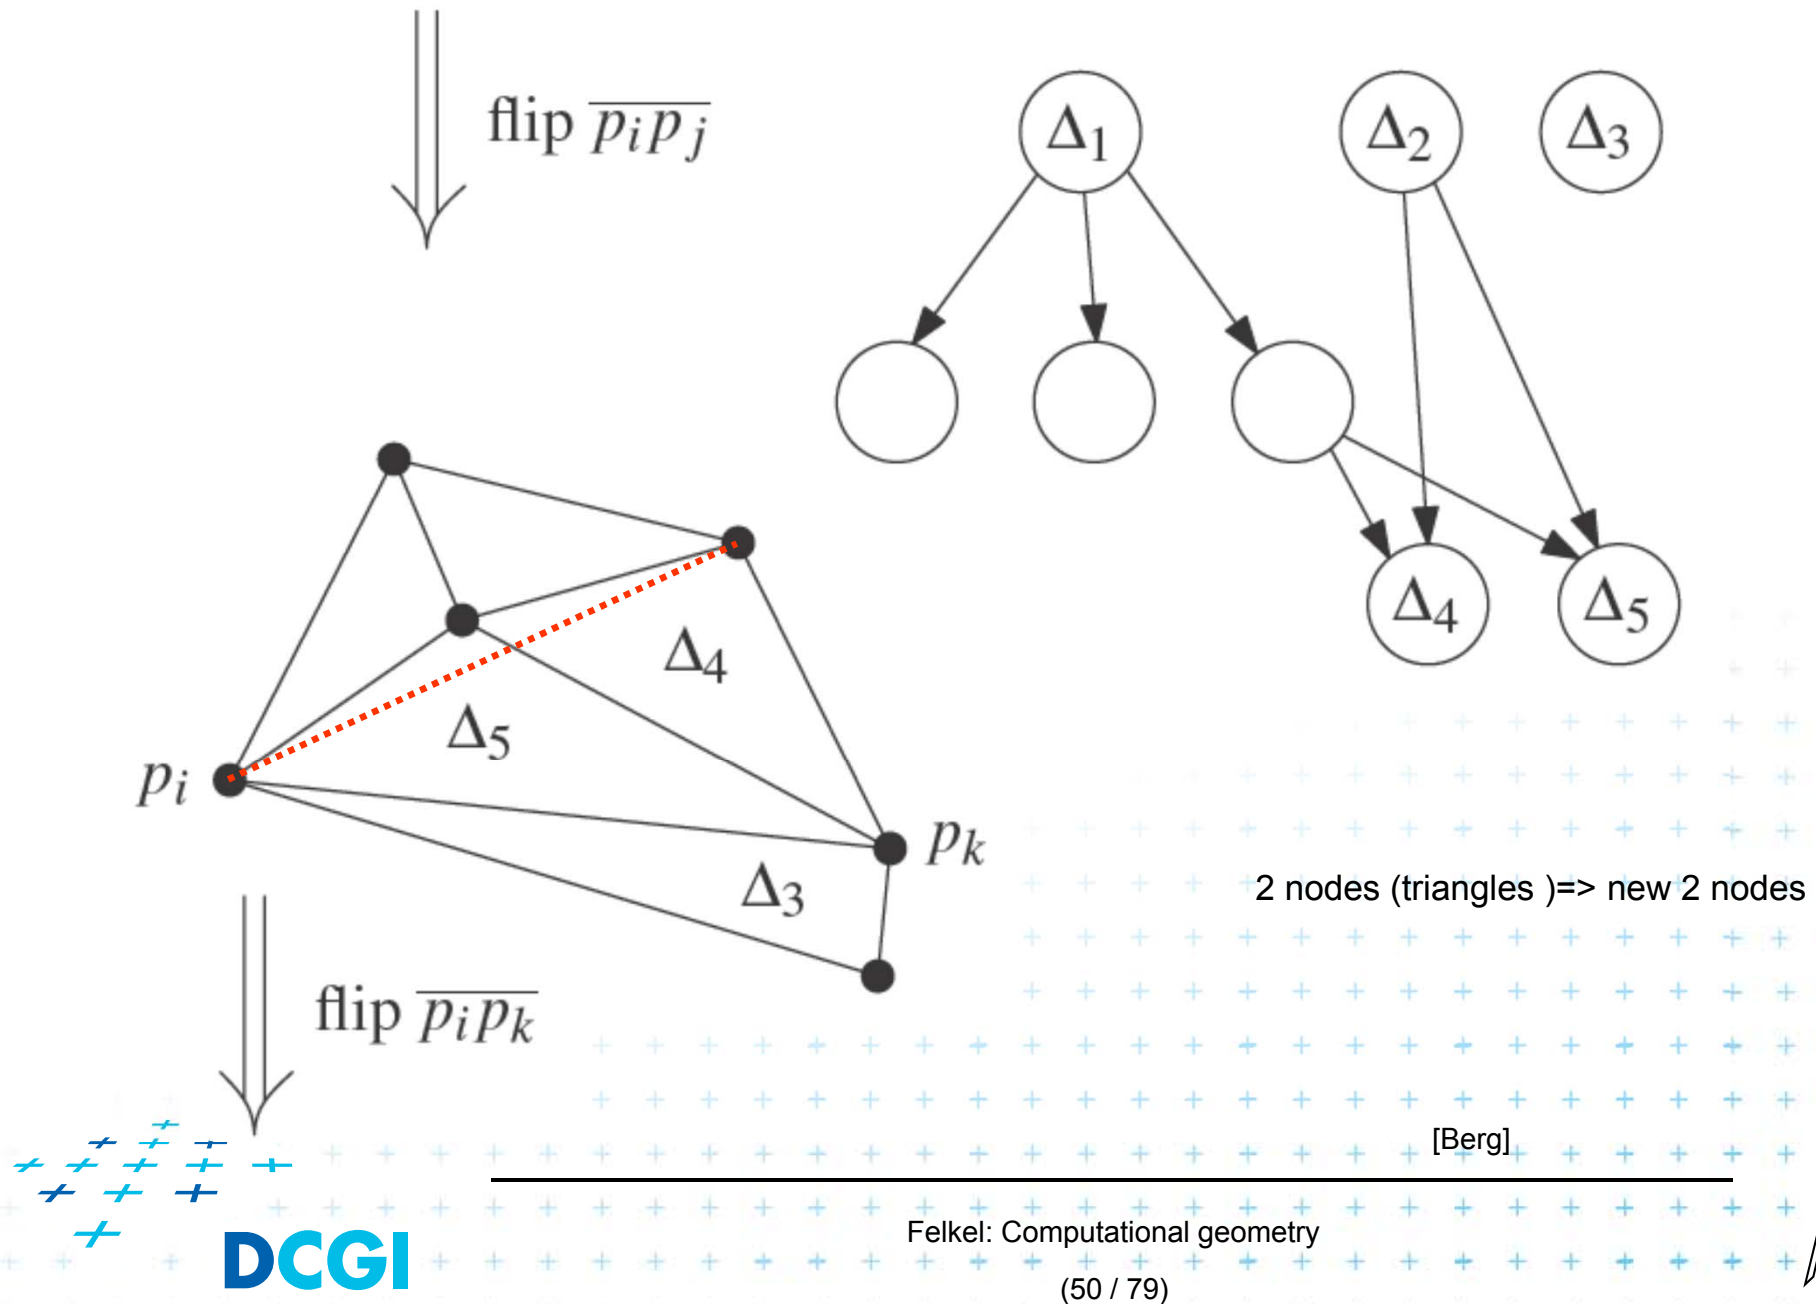 flip p_i p_j
Δ1 Δ2 Δ3
Δ4 Δ5
Δ4
Δ5
p_i
p_k
Δ3
2 nodes (triangles )=> new 2 nodes
flip p_i p_k
[Berg]
DCGI
Felkel: Computational geometry
(50 / 79)